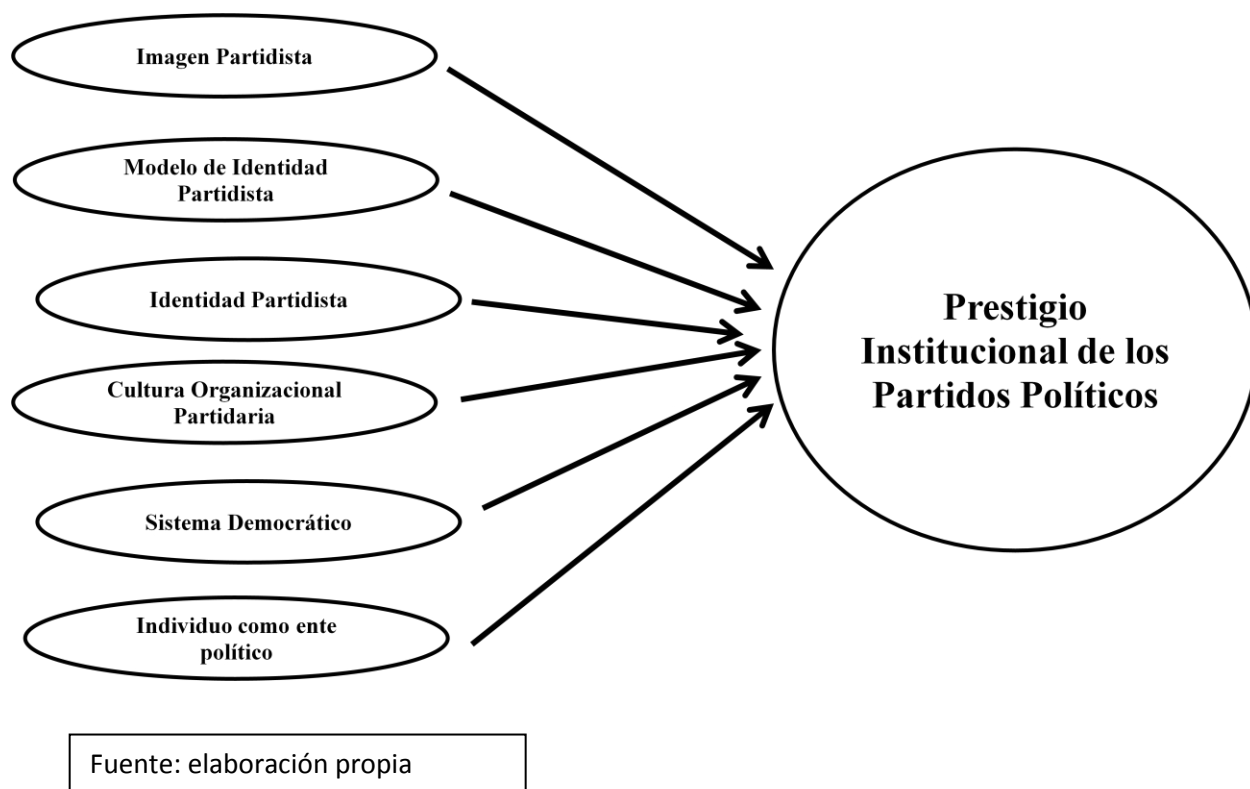 Imagen Partidista
Modelo de Identidad
Partidista
Identidad Partidista
Cultura Organizacional
Partidaria
Sistema Democrático
Individuo como ente
político
Prestigio
Institucional de los
Partidos Políticos
Fuente: elaboración propia